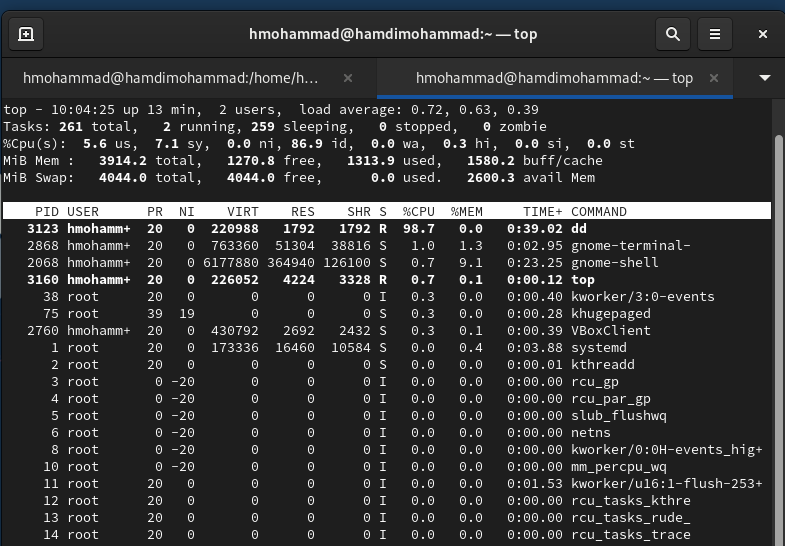 hmohammad@hamdimohammad:~ — top
hmohammad@hamdimohammad:/home/h...
hmohammad@hamdimohammad:~ — top
top - 10:04:25 up 13 min,  2 users,  load average: 0.72, 0.63, 0.39
Tasks: 261 total,   2 running, 259 sleeping,   0 stopped,   0 zombie
%Cpu(s):  5.6 us,  7.1 sy,  0.0 ni, 86.9 id,  0.0 wa,  0.3 hi,  0.0 si,  0.0 st
MiB Mem :   3914.2 total,   1270.8 free,   1313.9 used,   1580.2 buff/cache
MiB Swap:   4044.0 total,   4044.0 free,      0.0 used.   2600.3 avail Mem
PID USER      PR  NI    VIRT    RES    SHR S  %CPU  %MEM     TIME+ COMMAND
3123 hmohamm+  20   0  220988   1792   1792 R  98.7   0.0   0:39.02 dd
2868 hmohamm+  20   0  763360  51304  38816 S   1.0   1.3   0:02.95 gnome-terminal-
2068 hmohamm+  20   0 6177880 364940 126100 S   0.7   9.1   0:23.25 gnome-shell
3160 hmohamm+  20   0  226052   4224   3328 R   0.7   0.1   0:00.12 top
38 root      20   0       0      0      0 I   0.3   0.0   0:00.40 kworker/3:0-events
75 root      39  19       0      0      0 S   0.3   0.0   0:00.28 khugepaged
2760 hmohamm+  20   0  430792   2692   2432 S   0.3   0.1   0:00.39 VBoxClient
1 root      20   0  173336  16460  10584 S   0.0   0.4   0:03.88 systemd
2 root      20   0       0      0      0 S   0.0   0.0   0:00.01 kthreadd
3 root       0 -20       0      0      0 I   0.0   0.0   0:00.00 rcu_gp
4 root       0 -20       0      0      0 I   0.0   0.0   0:00.00 rcu_par_gp
5 root       0 -20       0      0      0 I   0.0   0.0   0:00.00 slub_flushwq
6 root       0 -20       0      0      0 I   0.0   0.0   0:00.00 netns
8 root       0 -20       0      0      0 I   0.0   0.0   0:00.00 kworker/0:0H-events_hig+
10 root       0 -20       0      0      0 I   0.0   0.0   0:00.00 mm_percpu_wq
11 root      20   0       0      0      0 I   0.0   0.0   0:01.53 kworker/u16:1-flush-253+
12 root      20   0       0      0      0 I   0.0   0.0   0:00.00 rcu_tasks_kthre
13 root      20   0       0      0      0 I   0.0   0.0   0:00.00 rcu_tasks_rude_
14 root      20   0       0      0      0 I   0.0   0.0   0:00.00 rcu_tasks_trace